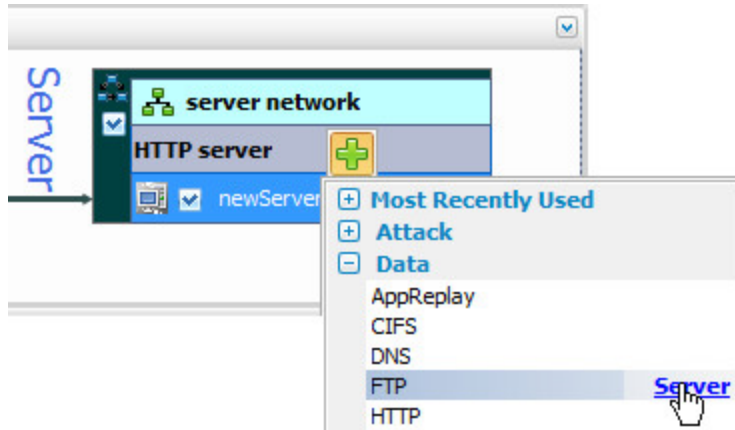 Server
server network
HTTP server
newServer
Most Recently Used
Attack
Data
AppReplay
CIFS
DNS
FTP Server
HTTP